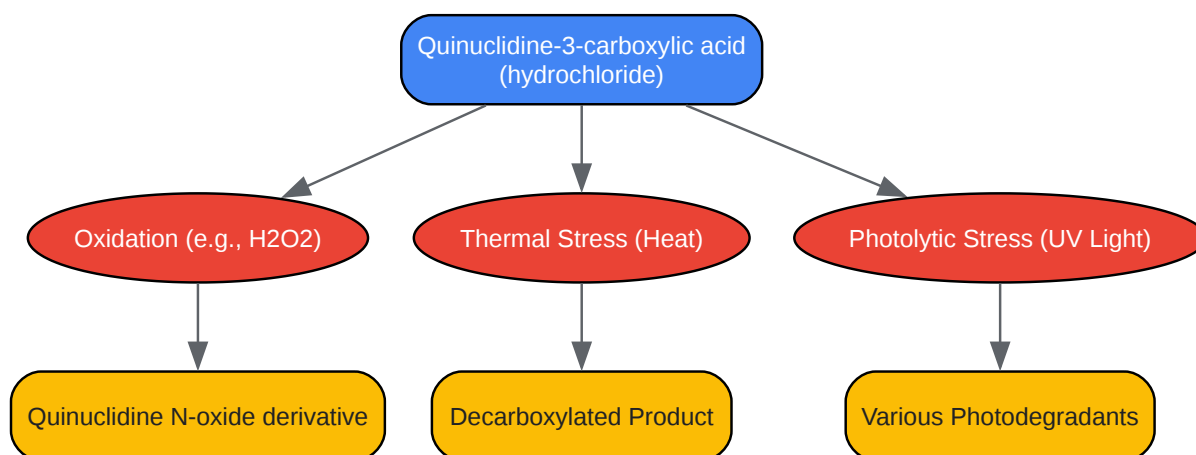 Quinuclidine-3-carboxylic acid
(hydrochloride)
Oxidation (e.g., H2O2)
Thermal Stress (Heat)
Photolytic Stress (UV Light)
Quinuclidine N-oxide derivative
Decarboxylated Product
Various Photodegradants